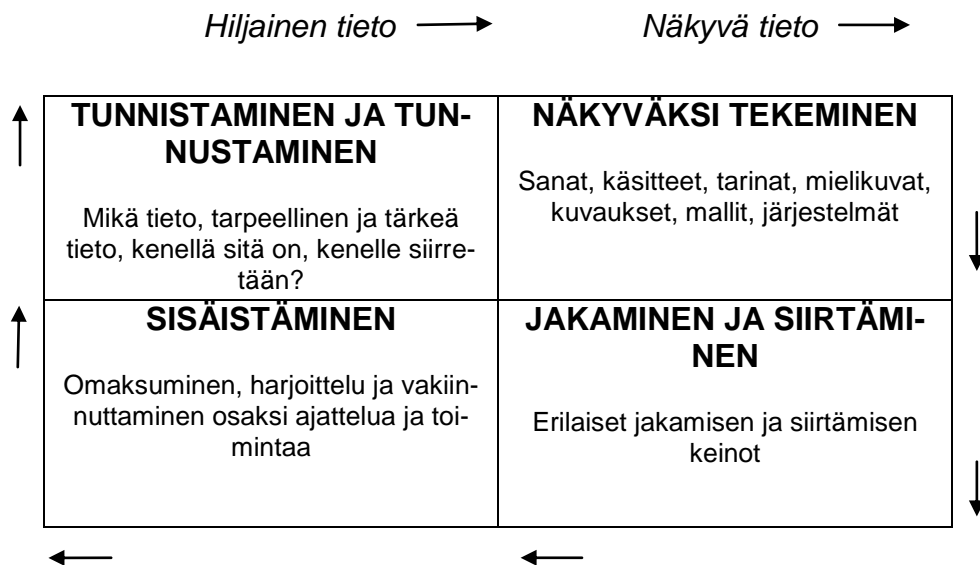 Hiljainen tieto
Näkyvä tieto
TUNNISTAMINEN JA TUN-
NUSTAMINEN
Mikä tieto, tarpeellinen ja tärkeä
tieto, kenellä sitä on, kenelle siirre-
tään?
NÄKYVÄKSI TEKEMINEN
Sanat, käsitteet, tarinat, mielikuvat,
kuvaukset, mallit, järjestelmät
SISÄISTÄMINEN
Omaksuminen, harjoittelu ja vakiin-
nuttaminen osaksi ajattelua ja toi-
mintaa
JAKAMINEN JA SIIRTÄMI-
NEN
Erilaiset jakamisen ja siirtämisen
keinot